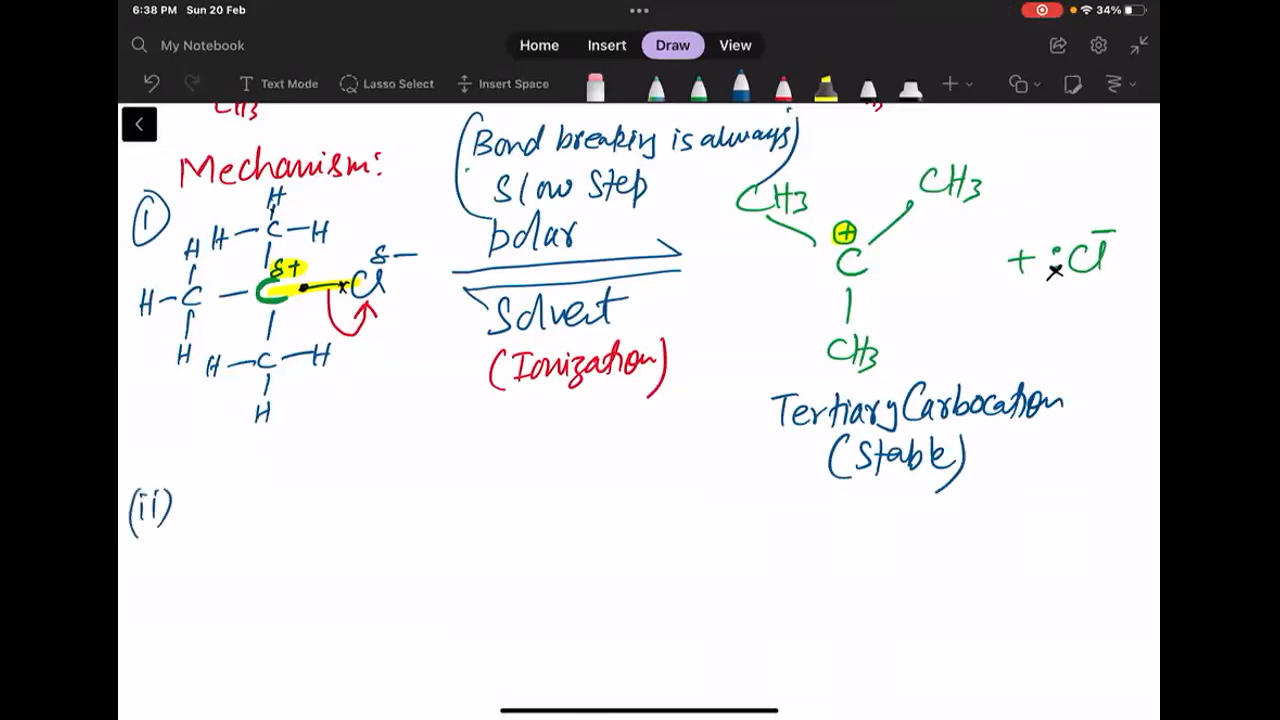 6:38 PM Sun 20 Feb
34%
My Notebook
Home Insert Draw View
Text Mode Lasso Select Insert Space
CH3
Mechanism:
(Bond breaking is always)
slow step
polar
Solvent
(Ionization)
(i)
H
H-C-H
H
H-C-C-Cl
δ+ δ-
H
H-C-H
H
CH3 CH3
+
C + :Cl-
CH3
Tertiary Carbocation
(Stable)
(ii)